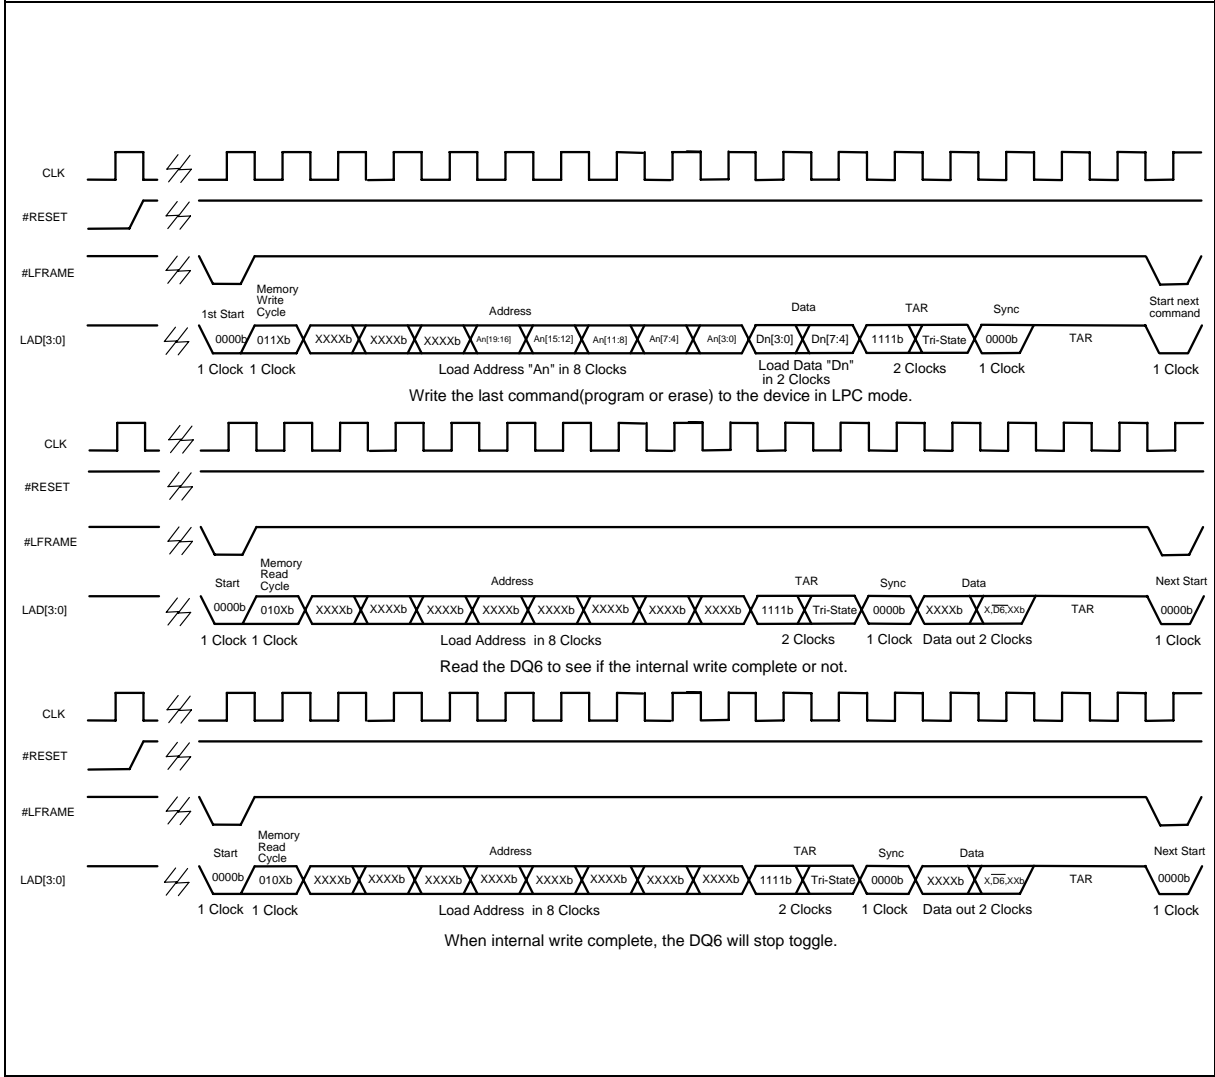 CLK
#RESET
#LFRAME
Memory
Write
Cycle
1st Start Address Data TAR Sync Start next
command
LAD[3:0] 0000b 011Xb XXXXb XXXXb XXXXb An[19:16] An[15:12] An[11:8] An[7:4] An[3:0] Dn[3:0] Dn[7:4] 1111b Tri-State 0000b TAR
1 Clock 1 Clock Load Address "An" in 8 Clocks Load Data "Dn"
in 2 Clocks 2 Clocks 1 Clock 1 Clock
Write the last command(program or erase) to the device in LPC mode.
CLK
#RESET
#LFRAME
Memory
Read
Cycle
Start Address TAR Sync Data Next Start
LAD[3:0] 0000b 010Xb XXXXb XXXXb XXXXb XXXXb XXXXb XXXXb XXXXb XXXXb 1111b Tri-State 0000b XXXXb X,D6,XXb TAR 0000b
1 Clock 1 Clock Load Address in 8 Clocks 2 Clocks 1 Clock Data out 2 Clocks 1 Clock
Read the DQ6 to see if the internal write complete or not.
CLK
#RESET
#LFRAME
Memory
Read
Cycle
Start Address TAR Sync Data Next Start
LAD[3:0] 0000b 010Xb XXXXb XXXXb XXXXb XXXXb XXXXb XXXXb XXXXb XXXXb 1111b Tri-State 0000b XXXXb X,D6,XXb TAR 0000b
1 Clock 1 Clock Load Address in 8 Clocks 2 Clocks 1 Clock Data out 2 Clocks 1 Clock
When internal write complete, the DQ6 will stop toggle.